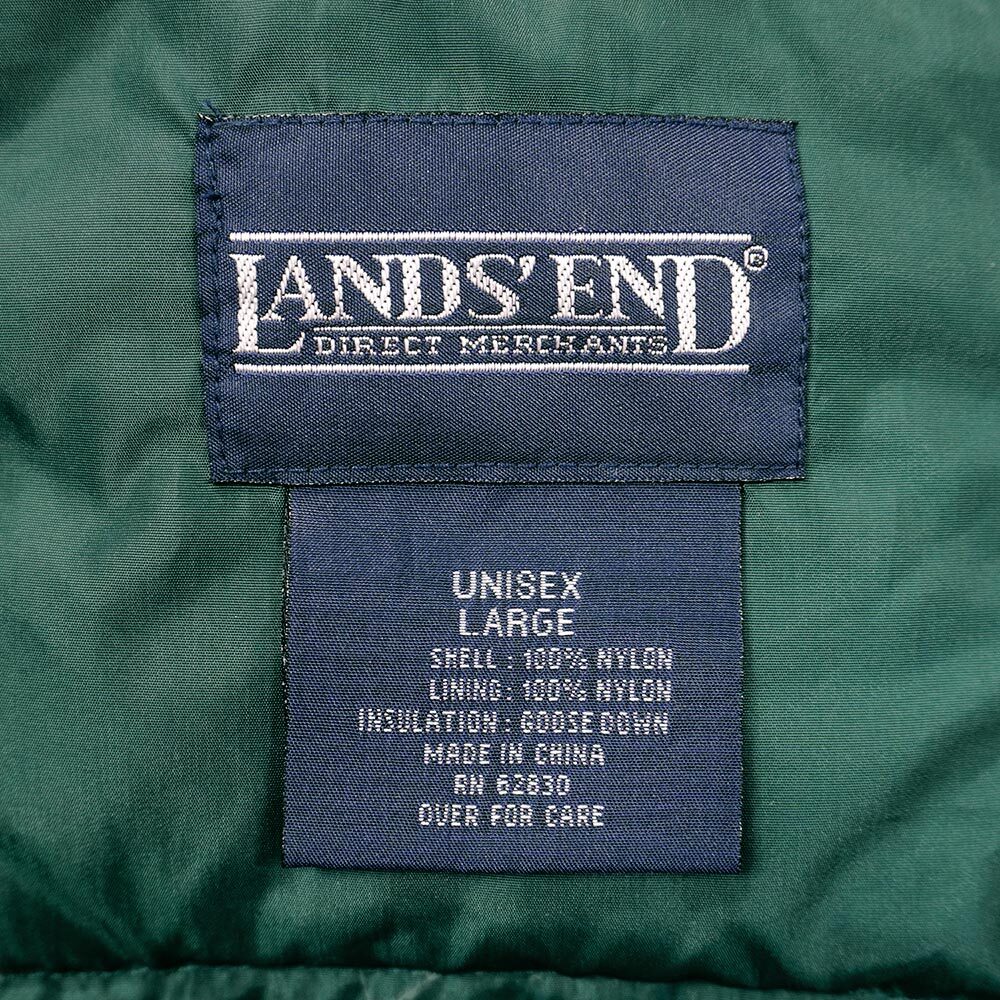 LANDS' END®
DIRECT MERCHANTS
UNISEX
LARGE
SHELL : 100% NYLON
LINING: 100% NYLON
INSULATION : GOOSE DOWN
MADE IN CHINA
RN 62830
OVER FOR CARE